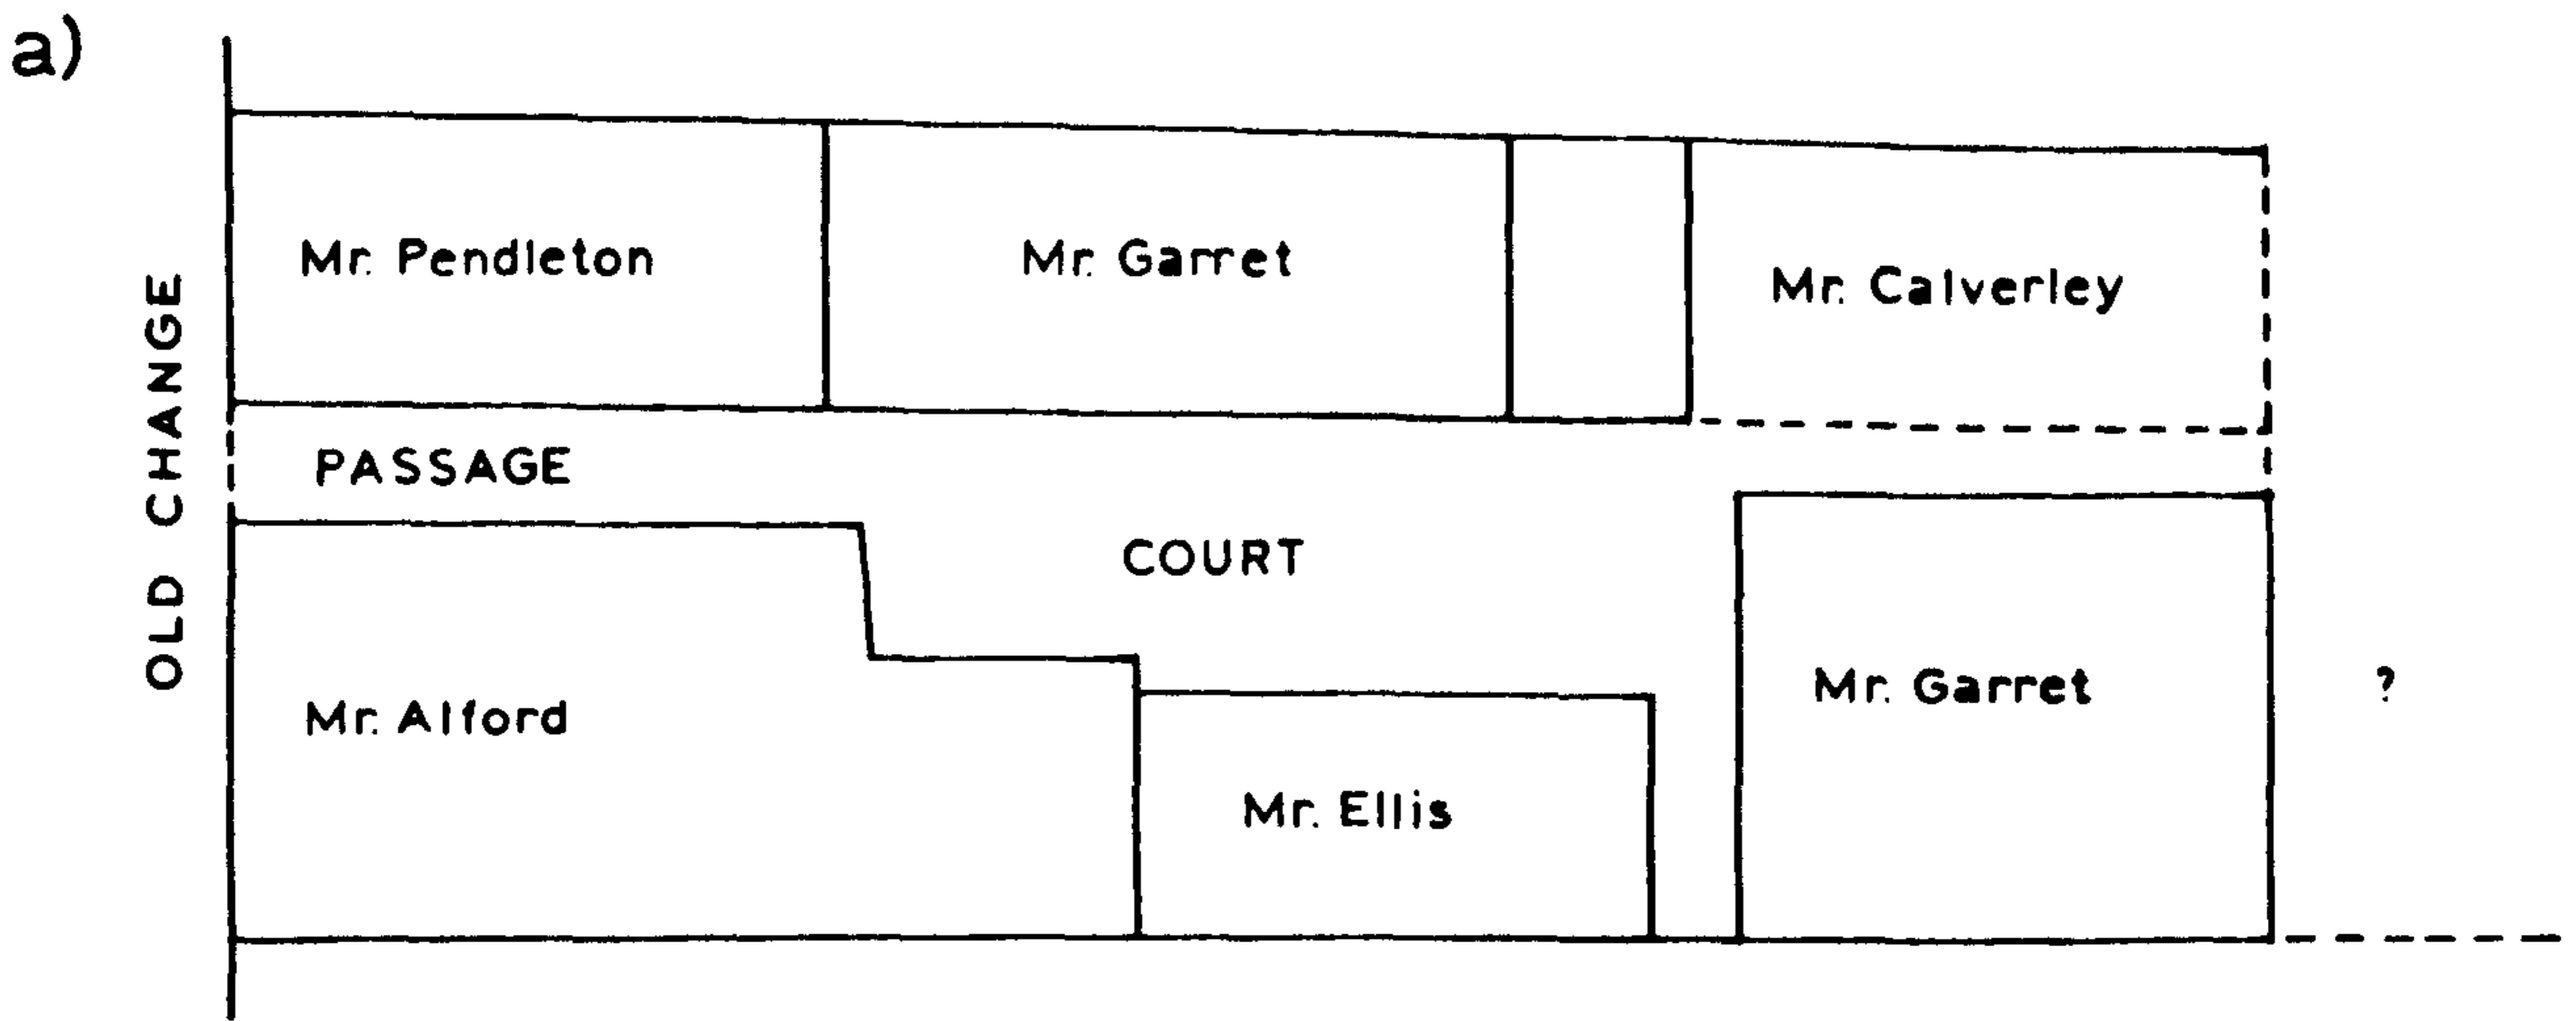 a)
Mr. Pendleton
Mr. Garret
Mr. Calverley
OLD CHANGE
PASSAGE
COURT
Mr. Alford
Mr. Ellis
Mr. Garret
?